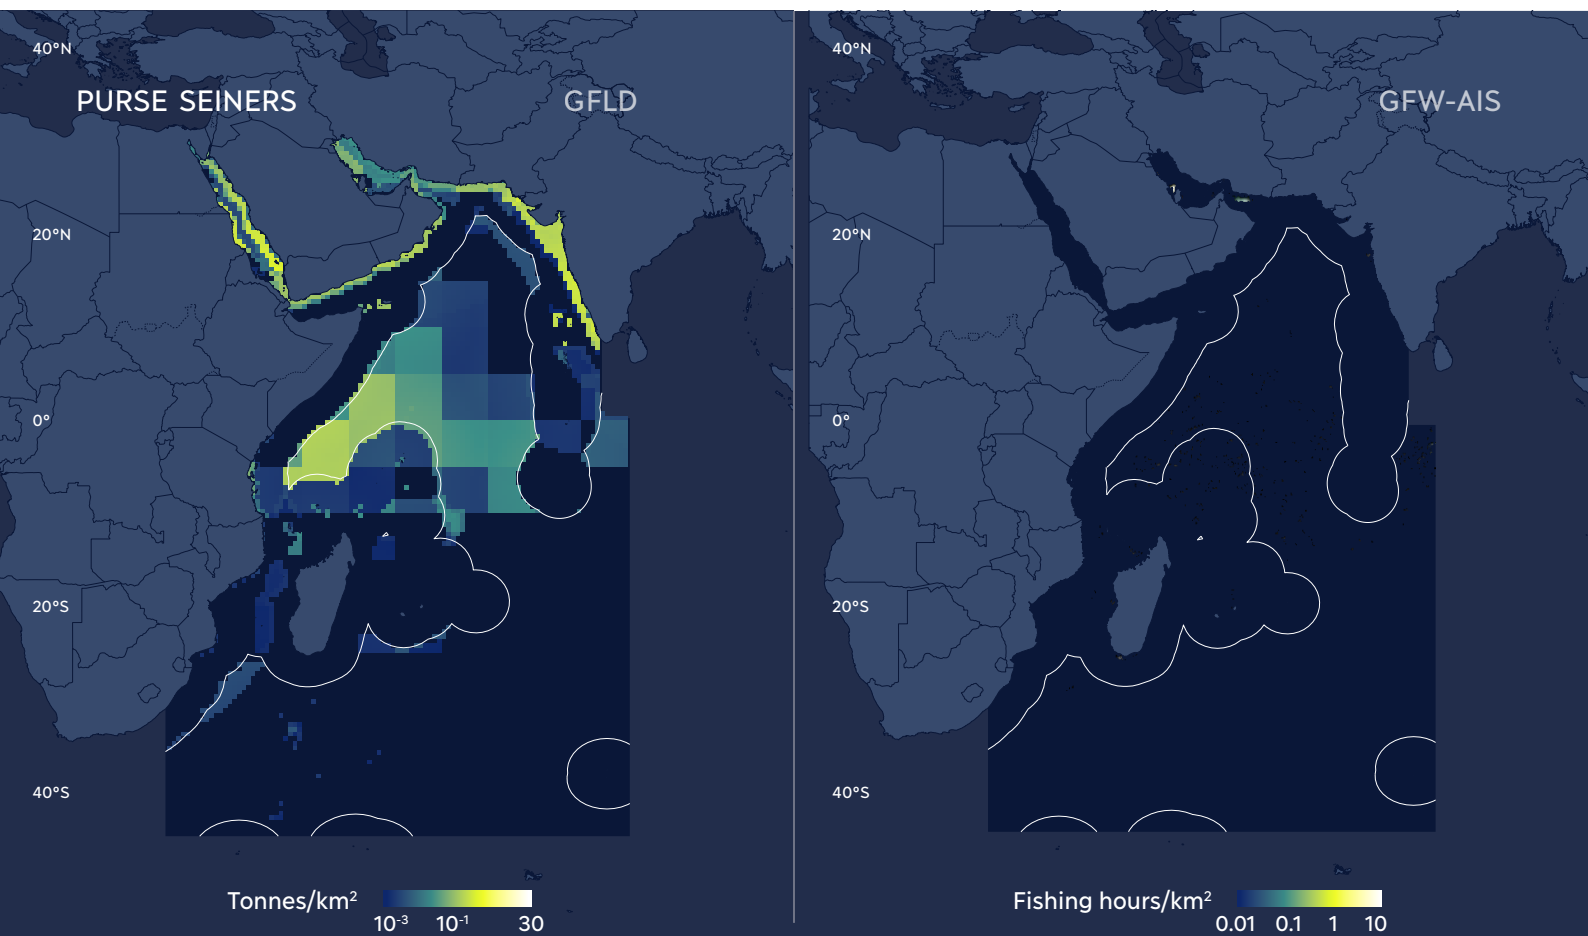 40°N
PURSE SEINERS
GFLD
20°N
0°
20°S
40°S
Tonnes/km²
10⁻³ 10⁻¹ 30
40°N
GFW-AIS
20°N
0°
20°S
40°S
Fishing hours/km²
0.01 0.1 1 10